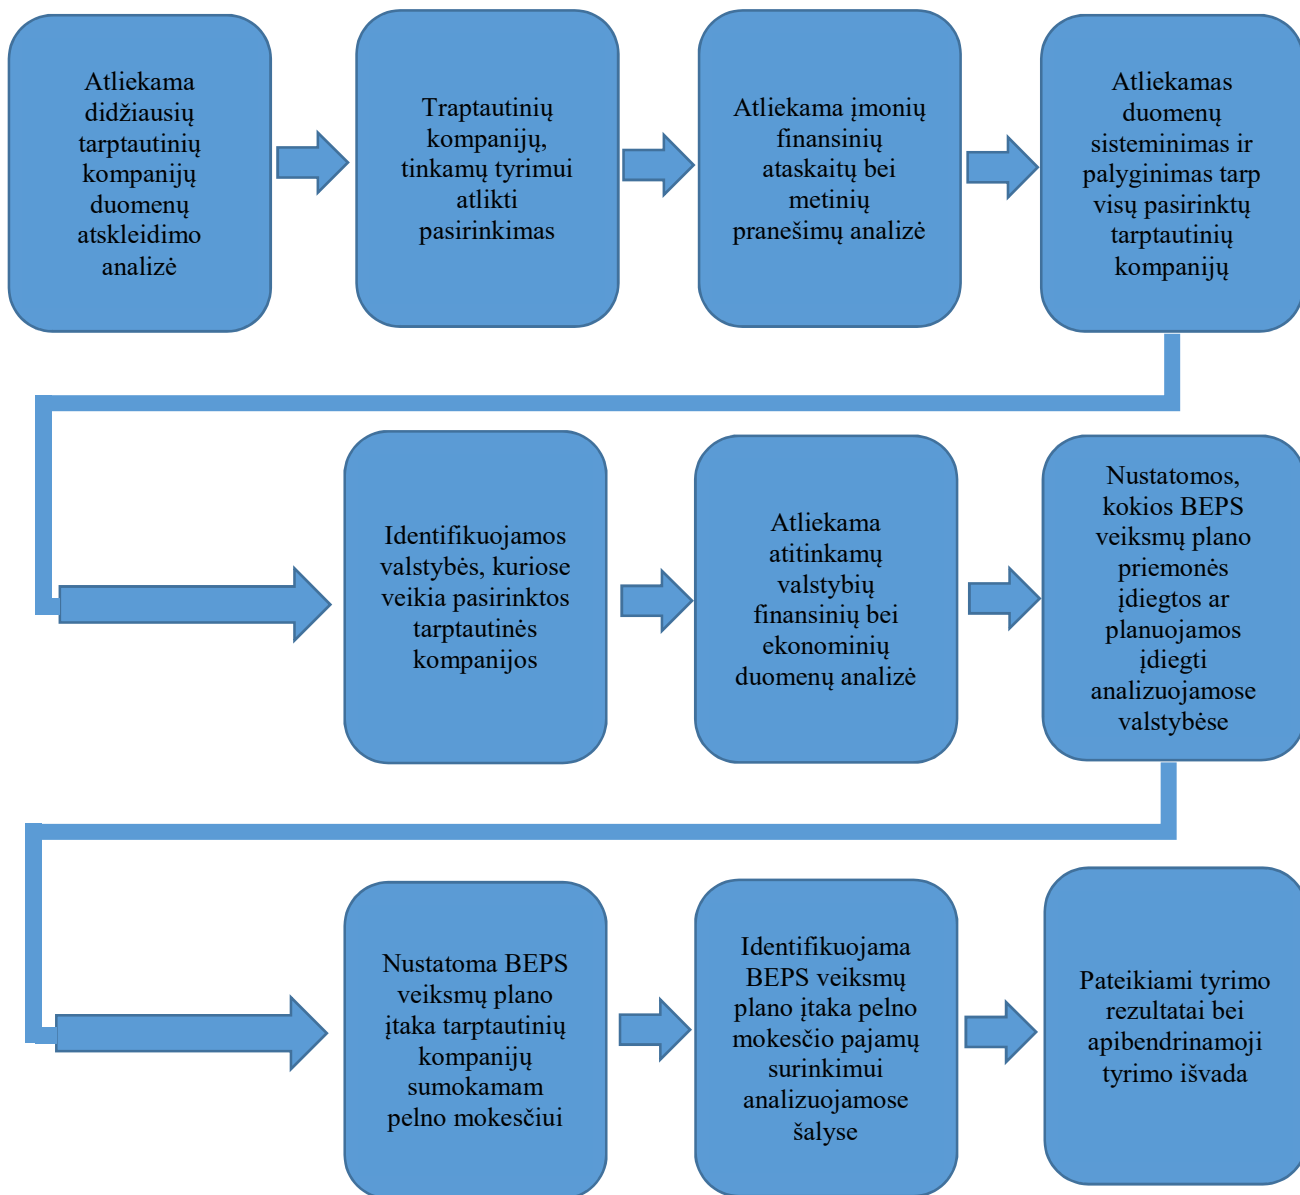 Atliekama
didžiausių
tarptautinių
kompanijų
duomenų
atskleidimo
analizė
Traptautinių
kompanijų,
tinkamų tyrimui
atlikti
pasirinkimas
Atliekama įmonių
finansinių
ataskaitų bei
metinių
pranešimų analizė
Atliekamas
duomenų
sisteminimas ir
palyginimas tarp
visų pasirinktų
tarptautinių
kompanijų
Identifikuojamos
valstybės, kuriose
veikia pasirinktos
tarptautinės
kompanijos
Atliekama
atitinkamų
valstybių
finansinių bei
ekonominių
duomenų analizė
Nustatomos,
kokios BEPS
veiksmų plano
priemonės
įdiegtos ar
planuojamos
įdiegti
analizuojamose
valstybėse
Nustatoma BEPS
veiksmų plano
įtaka tarptautinių
kompanijų
sumokamam
pelno mokesčiui
Identifikuojama
BEPS veiksmų
plano įtaka pelno
mokesčio pajamų
surinkimui
analizuojamose
šalyse
Pateikiami tyrimo
rezultatai bei
apibendrinamoji
tyrimo išvada